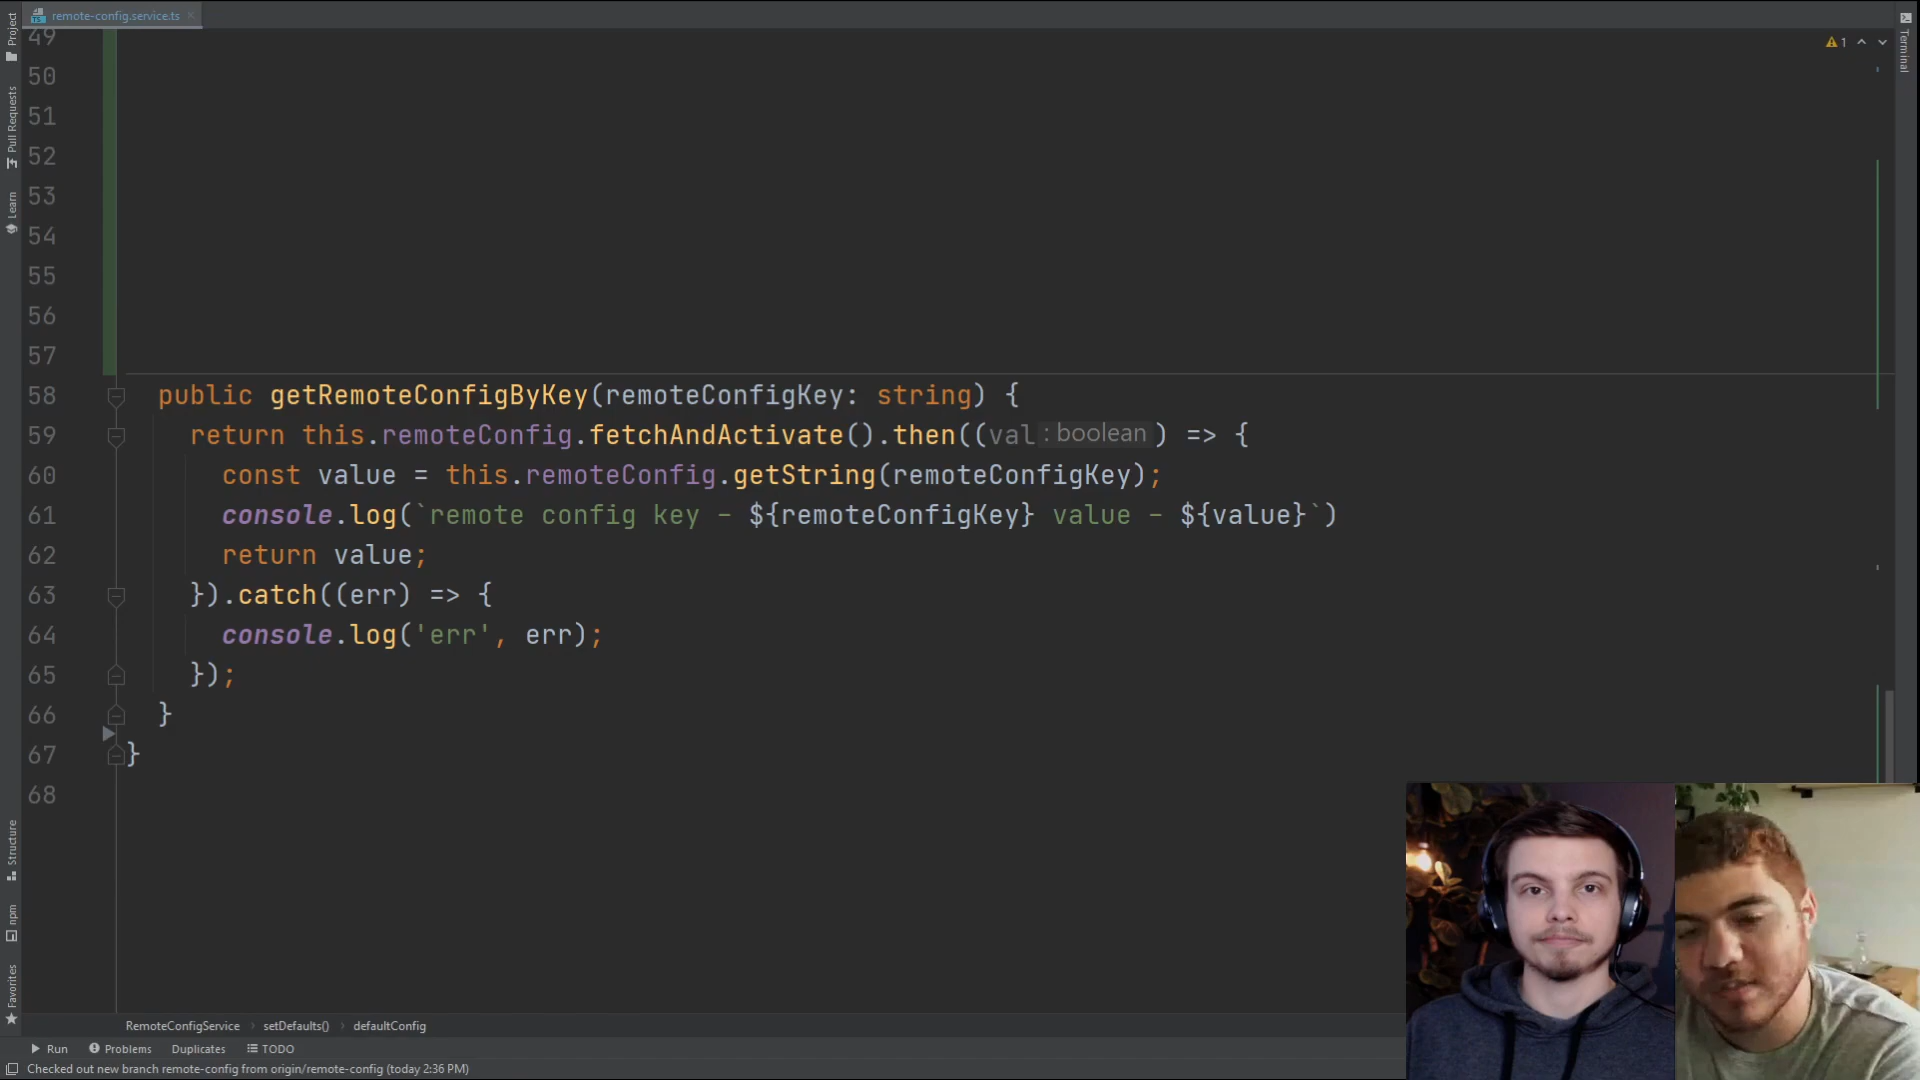 remote-config.service.ts
1
Project
Pull Requests
Learn
Structure
npm
Favorites
Terminal
49
50
51
52
53
54
55
56
57
58 public getRemoteConfigByKey(remoteConfigKey: string) {
59 return this.remoteConfig.fetchAndActivate().then((val : boolean ) => {
60 const value = this.remoteConfig.getString(remoteConfigKey);
61 console.log(`remote config key - ${remoteConfigKey} value - ${value}`)
62 return value;
63 }).catch((err) => {
64 console.log('err', err);
65 });
66 }
67 }
68
RemoteConfigService › setDefaults() › defaultConfig
Run Problems Duplicates TODO
Checked out new branch remote-config from origin/remote-config (today 2:36 PM)